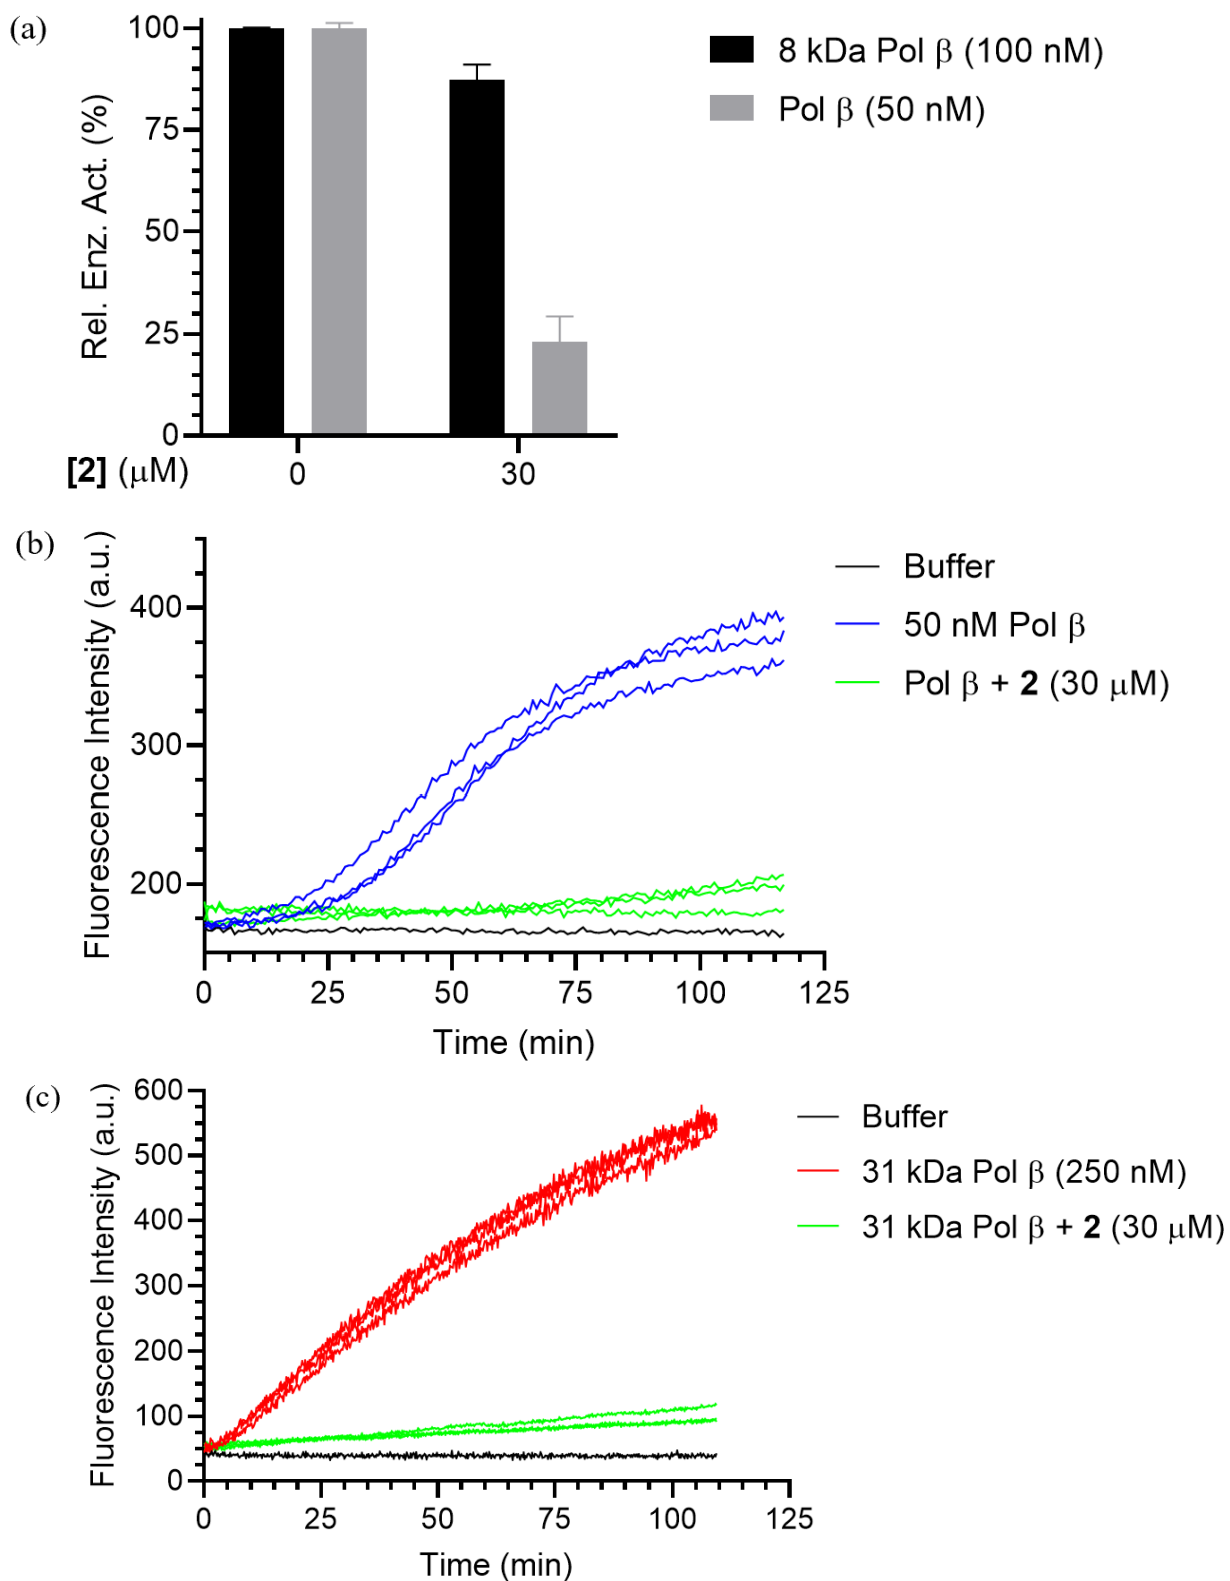 (a)
Rel. Enz. Act. (%)
100
75
50
25
0
[2] (μM)
0
30
8 kDa Pol β (100 nM)
Pol β (50 nM)
(b)
Fluorescence Intensity (a.u.)
400
300
200
0
25
50
75
100
125
Time (min)
Buffer
50 nM Pol β
Pol β + 2 (30 μM)
(c)
Fluorescence Intensity (a.u.)
600
500
400
300
200
100
0
0
25
50
75
100
125
Time (min)
Buffer
31 kDa Pol β (250 nM)
31 kDa Pol β + 2 (30 μM)